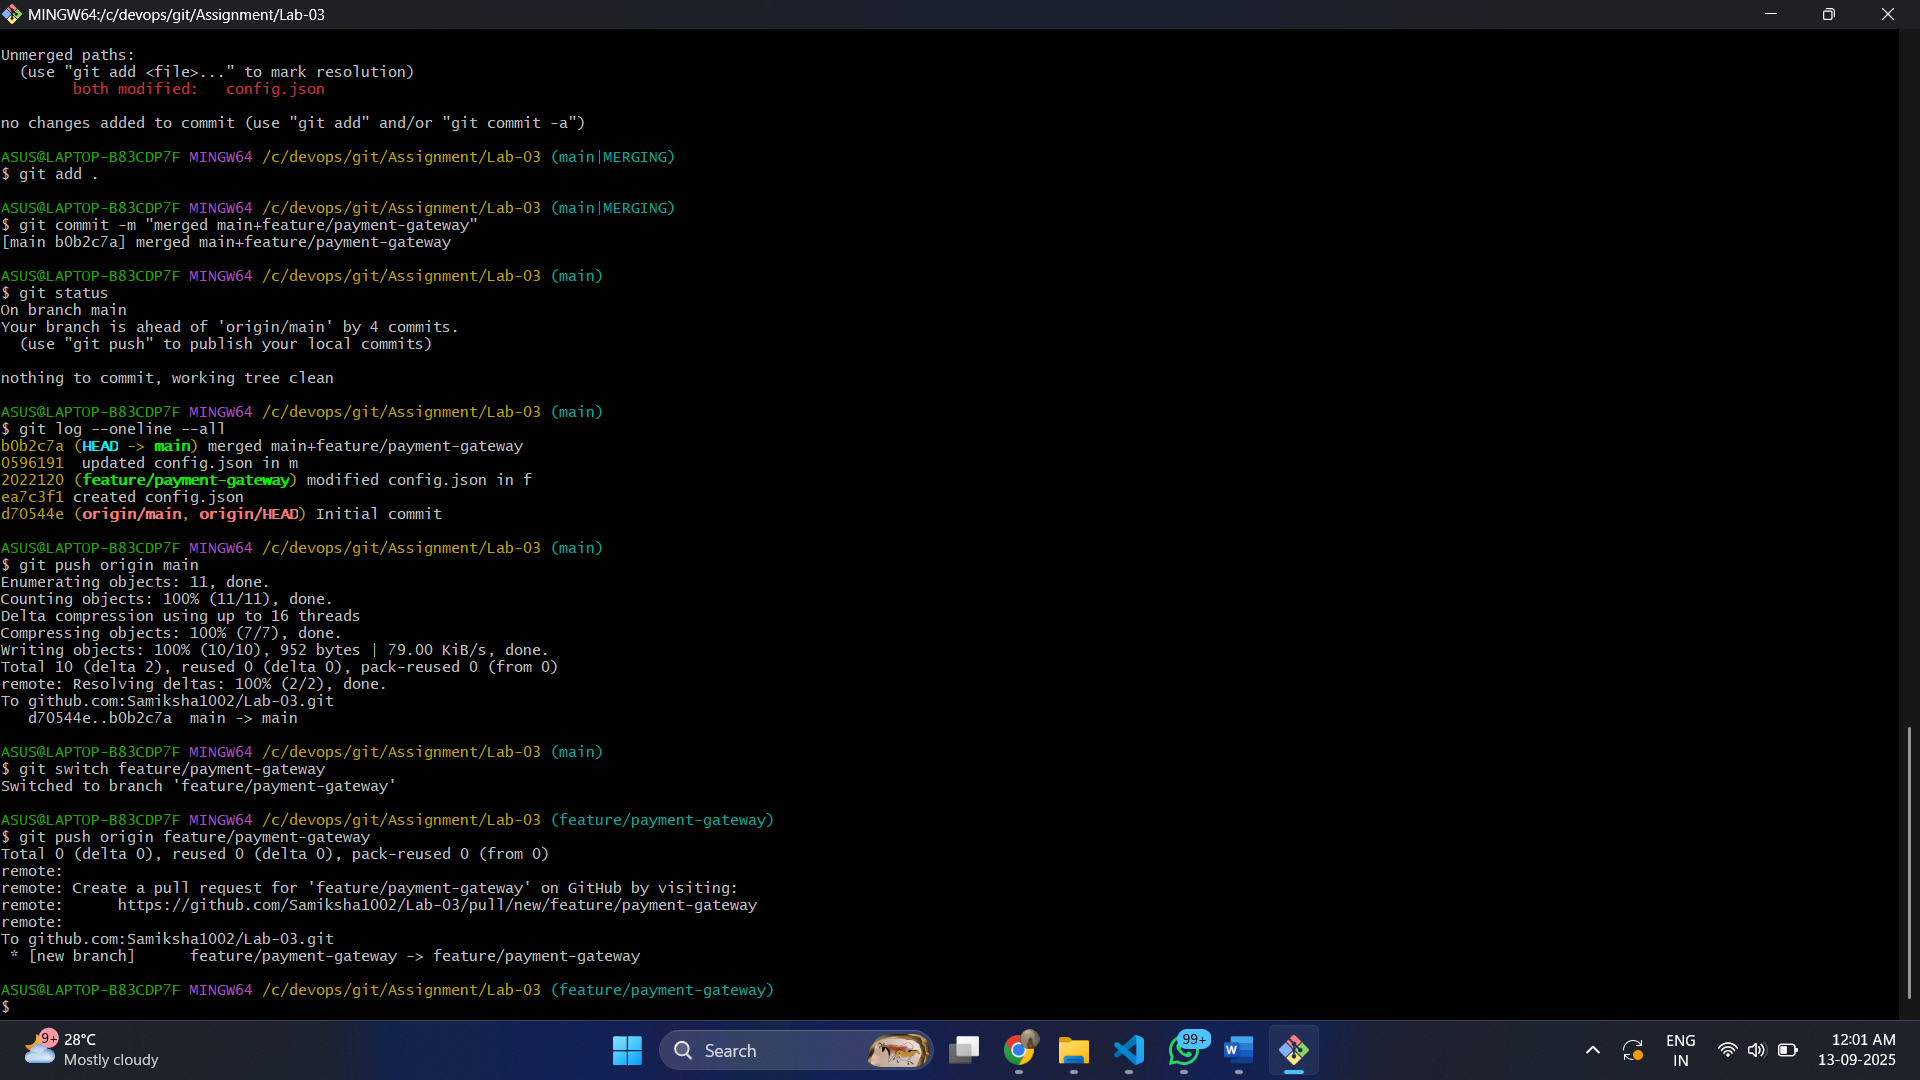 MINGW64:/c/devops/git/Assignment/Lab-03
Unmerged paths:
  (use "git add <file>..." to mark resolution)
        both modified:   config.json

no changes added to commit (use "git add" and/or "git commit -a")

ASUS@LAPTOP-B83CDP7F MINGW64 /c/devops/git/Assignment/Lab-03 (main|MERGING)
$ git add .

ASUS@LAPTOP-B83CDP7F MINGW64 /c/devops/git/Assignment/Lab-03 (main|MERGING)
$ git commit -m "merged main+feature/payment-gateway"
[main b0b2c7a] merged main+feature/payment-gateway

ASUS@LAPTOP-B83CDP7F MINGW64 /c/devops/git/Assignment/Lab-03 (main)
$ git status
On branch main
Your branch is ahead of 'origin/main' by 4 commits.
  (use "git push" to publish your local commits)

nothing to commit, working tree clean

ASUS@LAPTOP-B83CDP7F MINGW64 /c/devops/git/Assignment/Lab-03 (main)
$ git log --oneline --all
b0b2c7a (HEAD -> main) merged main+feature/payment-gateway
0596191  updated config.json in m
2022120 (feature/payment-gateway) modified config.json in f
ea7c3f1 created config.json
d70544e (origin/main, origin/HEAD) Initial commit

ASUS@LAPTOP-B83CDP7F MINGW64 /c/devops/git/Assignment/Lab-03 (main)
$ git push origin main
Enumerating objects: 11, done.
Counting objects: 100% (11/11), done.
Delta compression using up to 16 threads
Compressing objects: 100% (7/7), done.
Writing objects: 100% (10/10), 952 bytes | 79.00 KiB/s, done.
Total 10 (delta 2), reused 0 (delta 0), pack-reused 0 (from 0)
remote: Resolving deltas: 100% (2/2), done.
To github.com:Samiksha1002/Lab-03.git
   d70544e..b0b2c7a  main -> main

ASUS@LAPTOP-B83CDP7F MINGW64 /c/devops/git/Assignment/Lab-03 (main)
$ git switch feature/payment-gateway
Switched to branch 'feature/payment-gateway'

ASUS@LAPTOP-B83CDP7F MINGW64 /c/devops/git/Assignment/Lab-03 (feature/payment-gateway)
$ git push origin feature/payment-gateway
Total 0 (delta 0), reused 0 (delta 0), pack-reused 0 (from 0)
remote:
remote: Create a pull request for 'feature/payment-gateway' on GitHub by visiting:
remote:      https://github.com/Samiksha1002/Lab-03/pull/new/feature/payment-gateway
remote:
To github.com:Samiksha1002/Lab-03.git
 * [new branch]      feature/payment-gateway -> feature/payment-gateway

ASUS@LAPTOP-B83CDP7F MINGW64 /c/devops/git/Assignment/Lab-03 (feature/payment-gateway)
$
9+
28°C
Mostly cloudy
Search
99+
W
ENG
IN
12:01 AM
13-09-2025